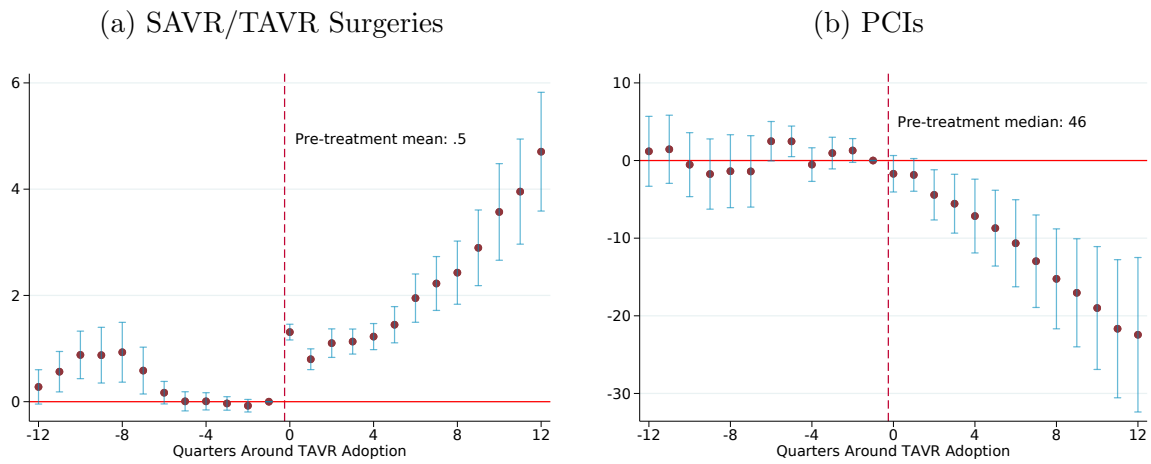 (a) SAVR/TAVR Surgeries
6
4
2
0
Pre-treatment mean: .5
-12 -8 -4 0 4 8 12
Quarters Around TAVR Adoption
(b) PCIs
10
0
-10
-20
-30
Pre-treatment median: 46
-12 -8 -4 0 4 8 12
Quarters Around TAVR Adoption